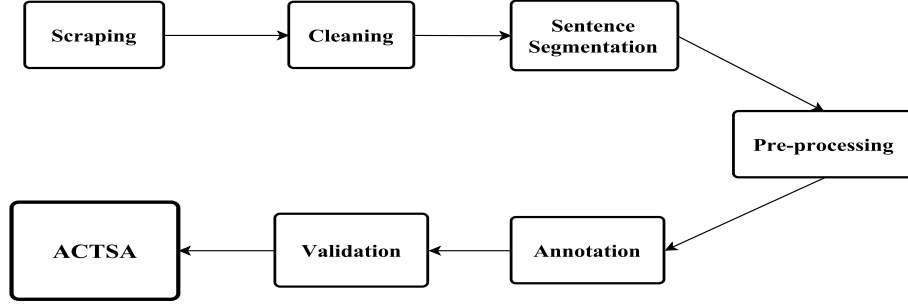 Scraping
Cleaning
Sentence
Segmentation
Pre-processing
Annotation
Validation
ACTSA